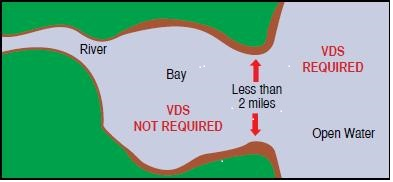 River
Bay
VDS
NOT REQUIRED
Less than
2 miles
VDS
REQUIRED
Open Water